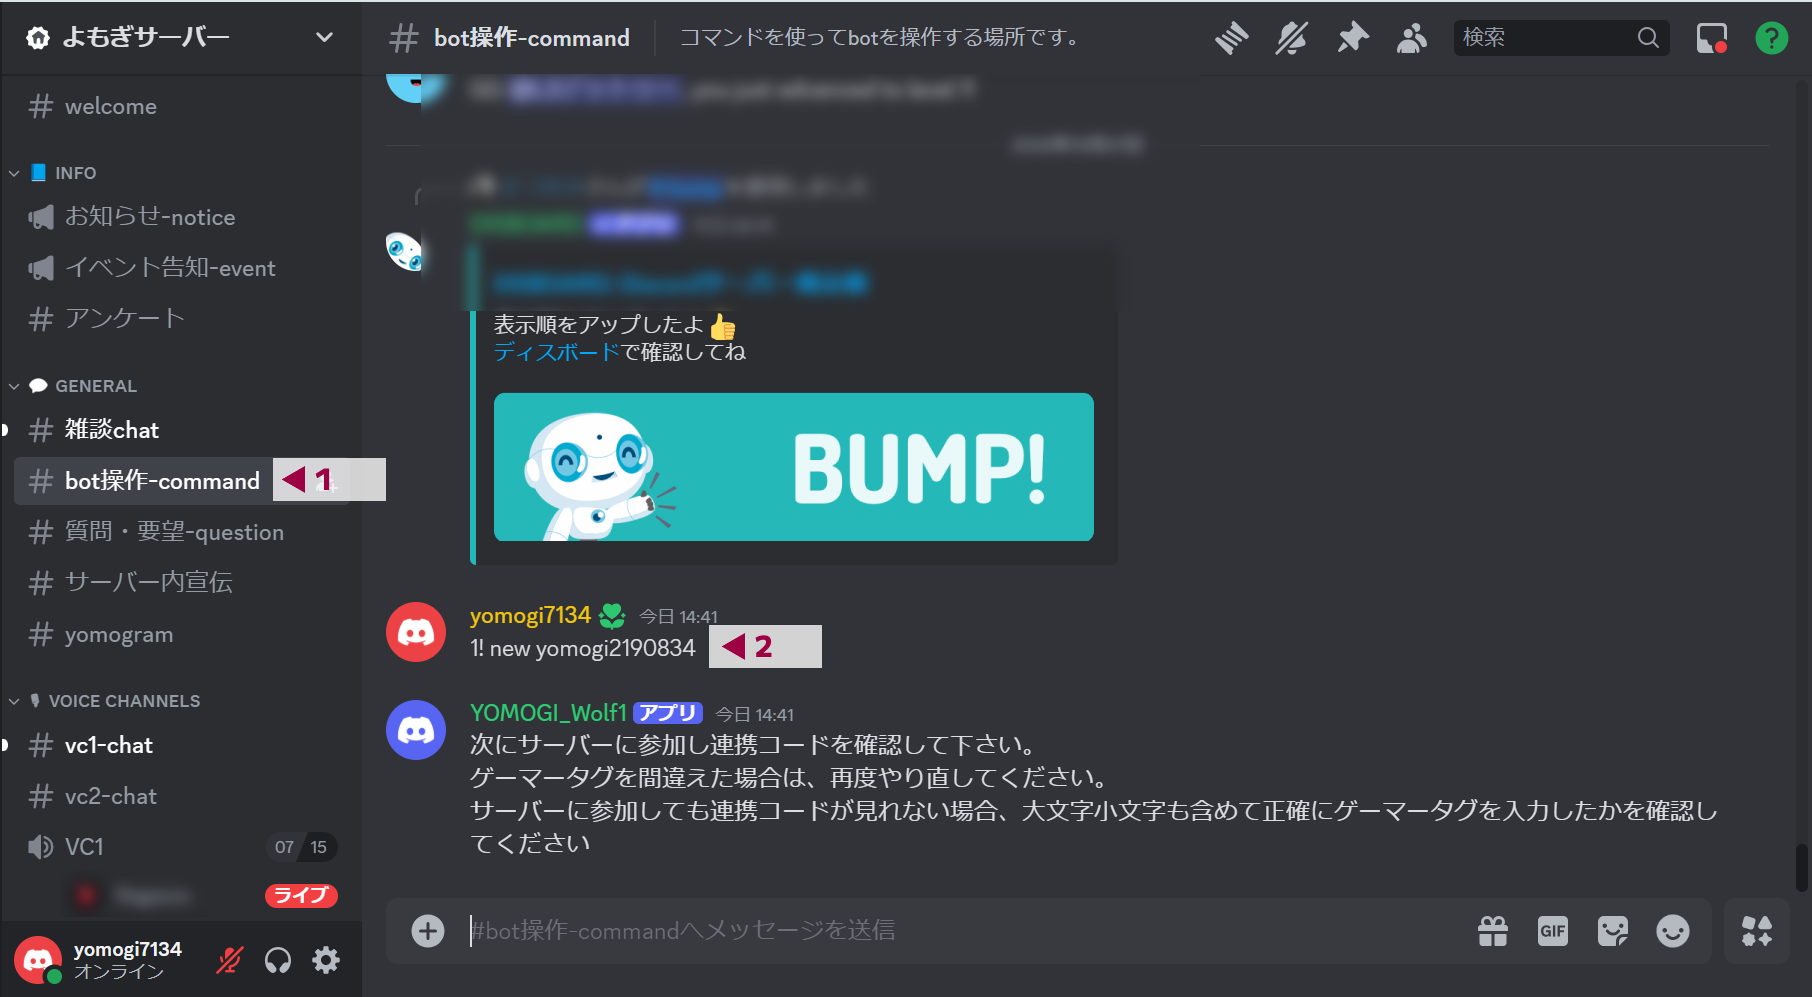 よもぎサーバー
welcome
INFO
お知らせ-notice
イベント告知-event
アンケート
GENERAL
雑談chat
bot操作-command
1
質問・要望-question
サーバー内宣伝
yomogram
VOICE CHANNELS
vc1-chat
vc2-chat
VC1
07 15
ライブ
yomogi7134
オンライン
bot操作-command
コマンドを使ってbotを操作する場所です。
検索
表示順をアップしたよ
ディスボードで確認してね
BUMP!
yomogi7134 今日 14:41
1! new yomogi2190834
2
YOMOGI_Wolf1 アプリ 今日 14:41
次にサーバーに参加し連携コードを確認して下さい。
ゲーマータグを間違えた場合は、再度やり直してください。
サーバーに参加しても連携コードが見れない場合、大文字小文字も含めて正確にゲーマータグを入力したかを確認し
てください
#bot操作-commandへメッセージを送信
GIF